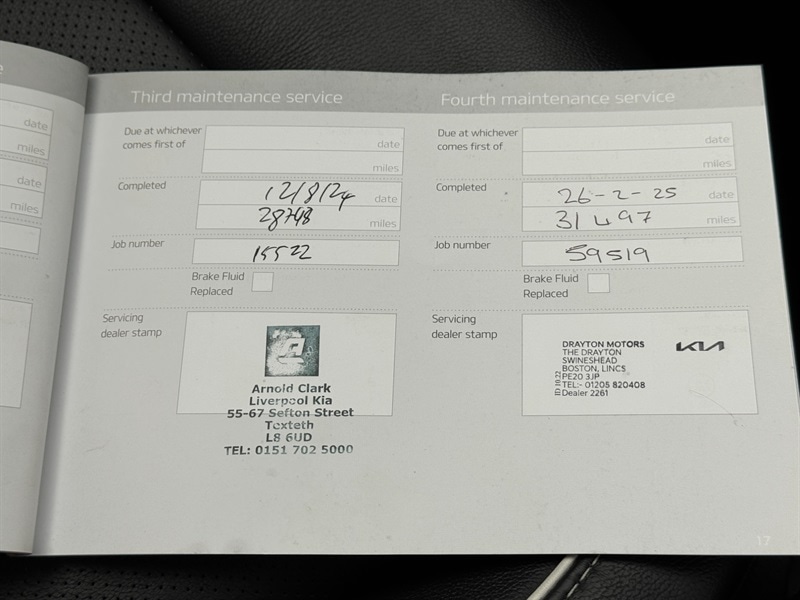 e
date
miles
date
miles
Third maintenance service
Due at whichever
comes first of
date
miles
Completed
12/8/24 date
28748 miles
Job number
15522
Brake Fluid
Replaced
Servicing
dealer stamp
Arnold Clark
Liverpool Kia
55-67 Sefton Street
Toxteth
L8 6UD
TEL: 0151 702 5000
Fourth maintenance service
Due at whichever
comes first of
date
miles
Completed
26-2-25 date
31497 miles
Job number
59519
Brake Fluid
Replaced
Servicing
dealer stamp
DRAYTON MOTORS
THE DRAYTON
SWINESHEAD
BOSTON, LINCS
PE20 3JP
TEL:- 01205 820408
Dealer 2261
KIA
17